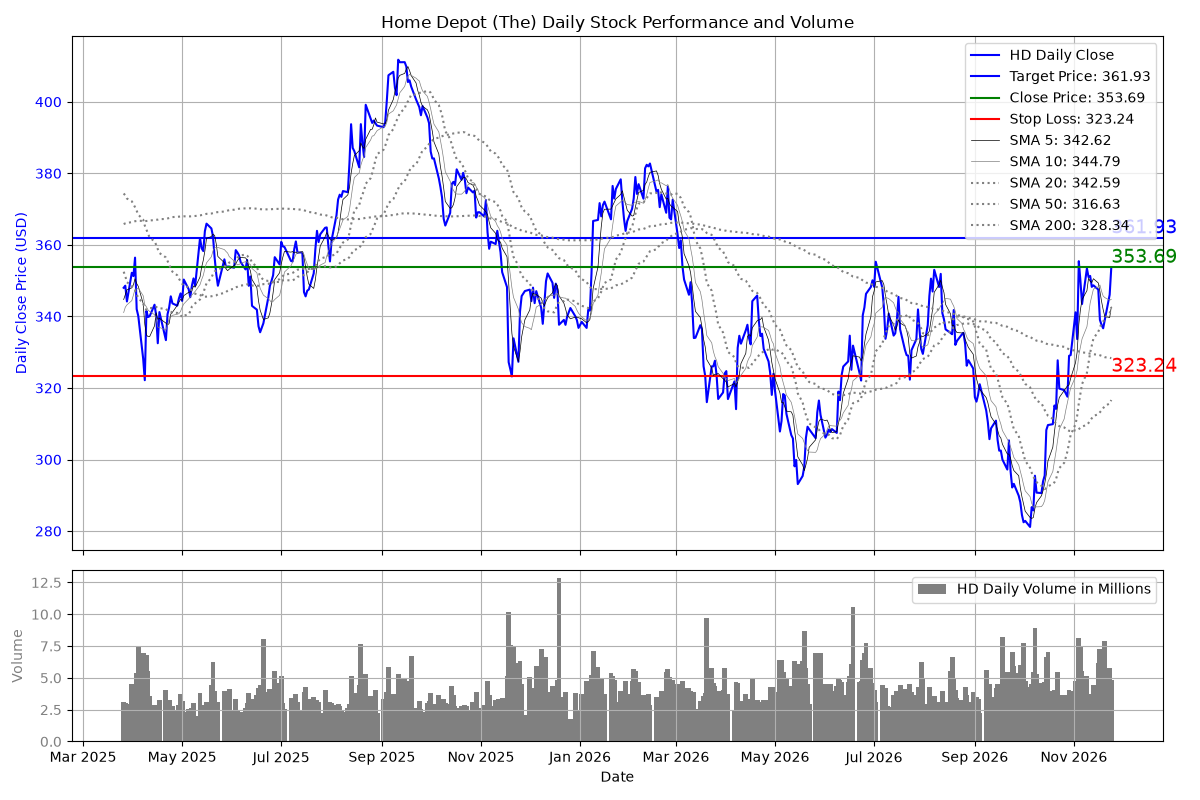 Home Depot (The) Daily Stock Performance and Volume
Daily Close Price (USD)
400
380
360
340
320
300
280
HD Daily Close
Target Price: 361.93
Close Price: 353.69
Stop Loss: 323.24
SMA 5: 342.62
SMA 10: 344.79
SMA 20: 342.59
SMA 50: 316.63
SMA 200: 328.34
361.93
353.69
323.24
Volume
12.5
10.0
7.5
5.0
2.5
0.0
HD Daily Volume in Millions
Mar 2025 May 2025 Jul 2025 Sep 2025 Nov 2025 Jan 2026 Mar 2026 May 2026 Jul 2026 Sep 2026 Nov 2026
Date